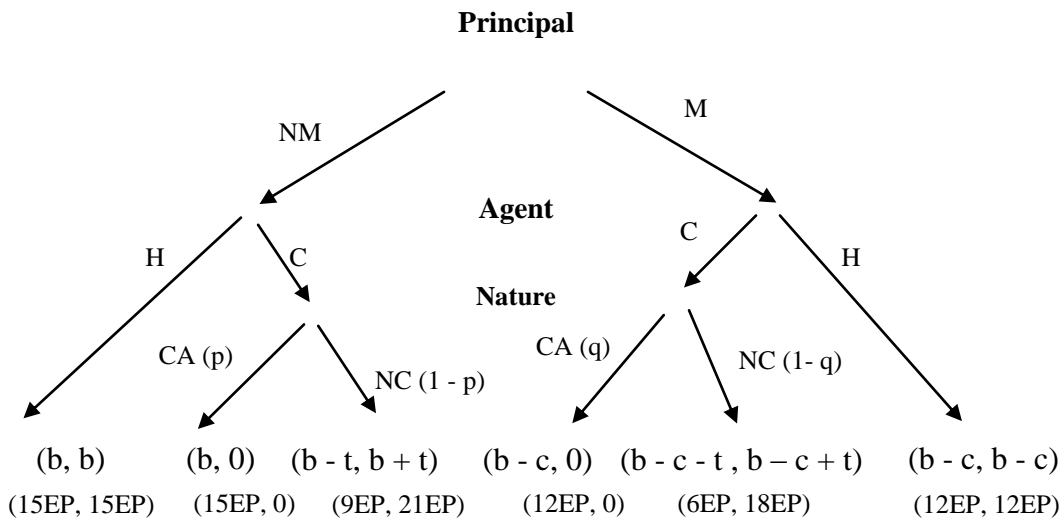 Principal
M
NM
Agent
C
H
C
H
Nature
CA (p)
CA (q)
NC (1- q)
NC (1 - p)
(b, b) (b, 0) (b - t, b + t) (b - c, 0) (b - c - t , b – c + t) (b - c, b - c)
(15EP, 15EP) (15EP, 0) (9EP, 21EP) (12EP, 0) (6EP, 18EP) (12EP, 12EP)